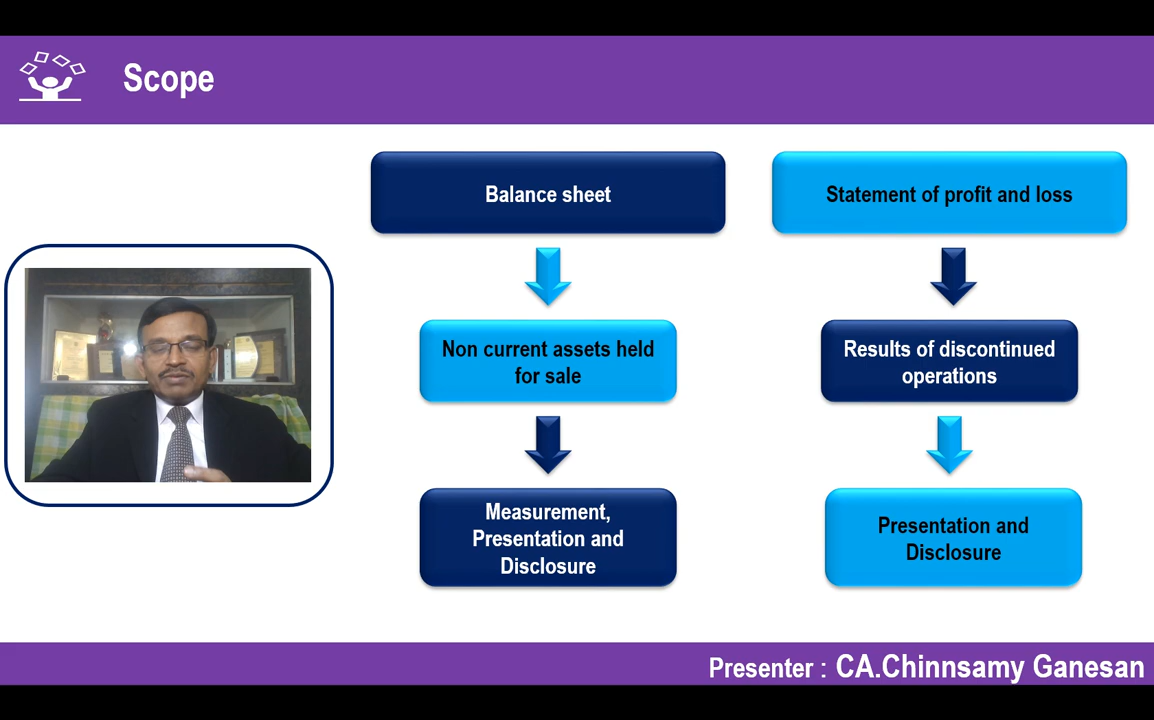 Scope
Balance sheet
Statement of profit and loss
Non current assets held
for sale
Results of discontinued
operations
Measurement,
Presentation and
Disclosure
Presentation and
Disclosure
Presenter : CA.Chinnsamy Ganesan